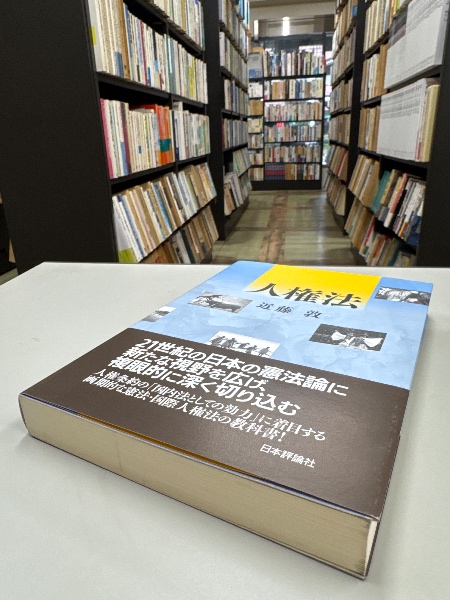 人権法
近藤 敦
21世紀の日本の憲法論に
新たな視野を広げ、
複眼的に深く切り込む
人権条約の「国内法としての効力」に着目する
画期的な憲法・国際人権法の教科書!
日本評論社